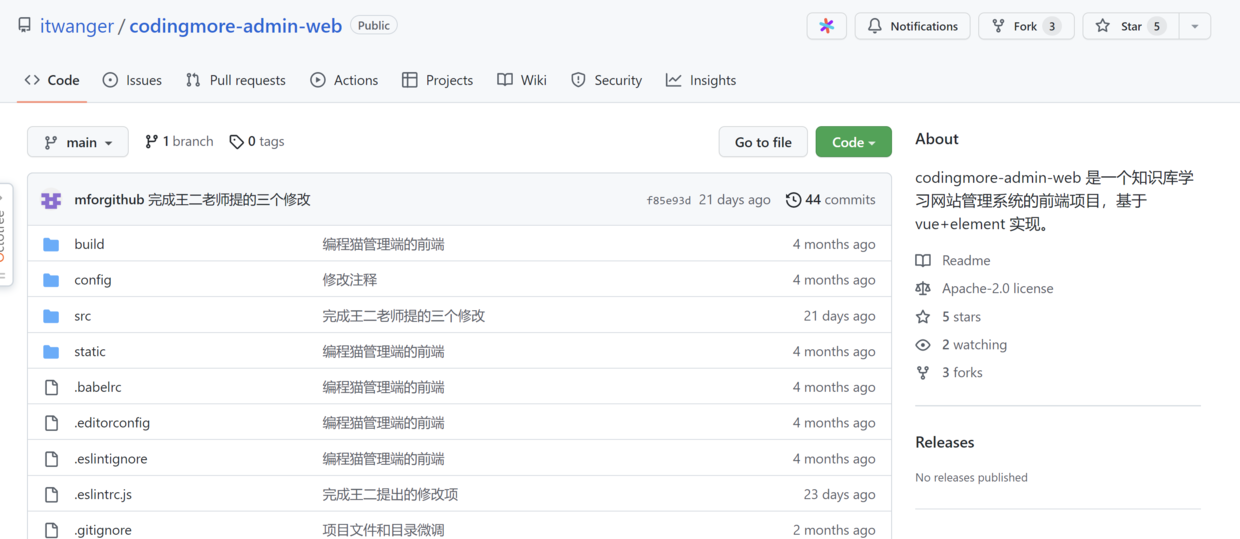 itwanger / codingmore-admin-web Public
Notifications Fork 3 Star 5
Code Issues Pull requests Actions Projects Wiki Security Insights
main 1 branch 0 tags Go to file Code
mforgithub 完成王二老师提的三个修改 f85e93d 21 days ago 44 commits
build 编程猫管理端的前端 4 months ago
config 修改注释 4 months ago
src 完成王二老师提的三个修改 21 days ago
static 编程猫管理端的前端 4 months ago
.babelrc 编程猫管理端的前端 4 months ago
.editorconfig 编程猫管理端的前端 4 months ago
.eslintignore 编程猫管理端的前端 4 months ago
.eslintrc.js 完成王二提出的修改项 23 days ago
.gitignore 项目文件和目录微调 2 months ago
About
codingmore-admin-web 是一个知识库学
习网站管理系统的前端项目，基于
vue+element 实现。
Readme
Apache-2.0 license
5 stars
2 watching
3 forks
Releases
No releases published